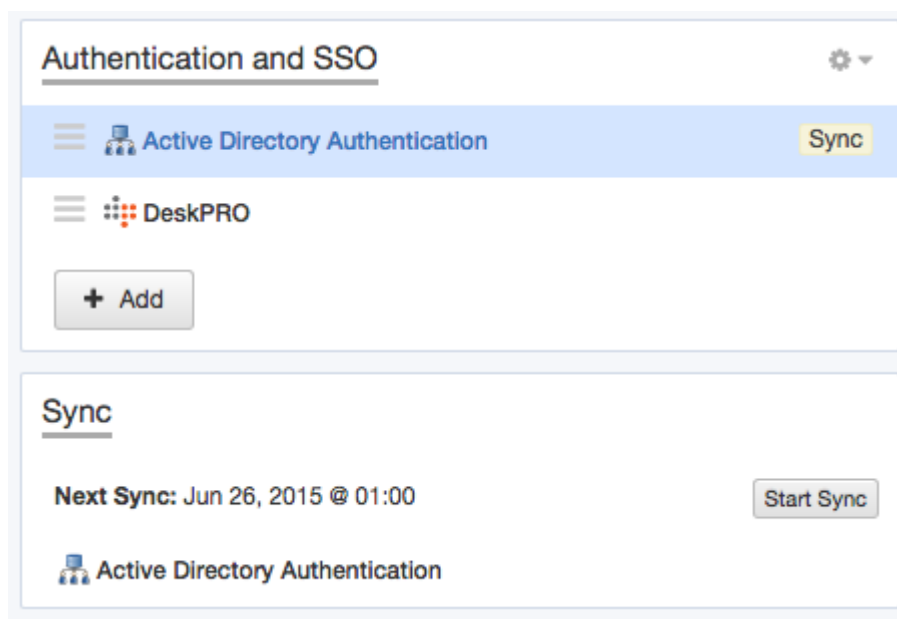 Authentication and SSO
Active Directory Authentication Sync
DeskPRO
+ Add
Sync
Next Sync: Jun 26, 2015 @ 01:00 Start Sync
Active Directory Authentication